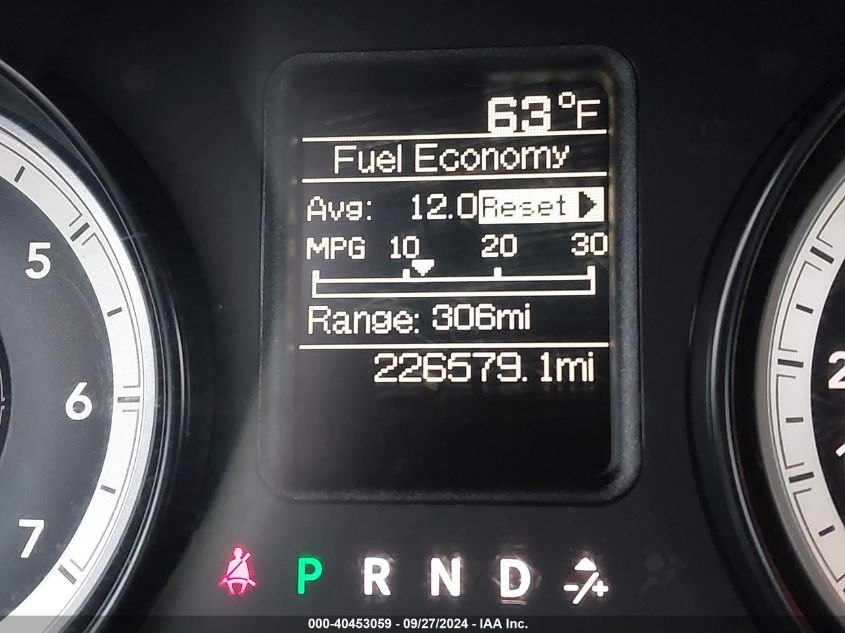 63°F
Fuel Economy
Avg: 12.0 Reset
MPG 10 20 30
Range: 306mi
226579.1mi
5
6
7
2
P R N D -/+
000-40453059 - 09/27/2024 - IAA Inc.